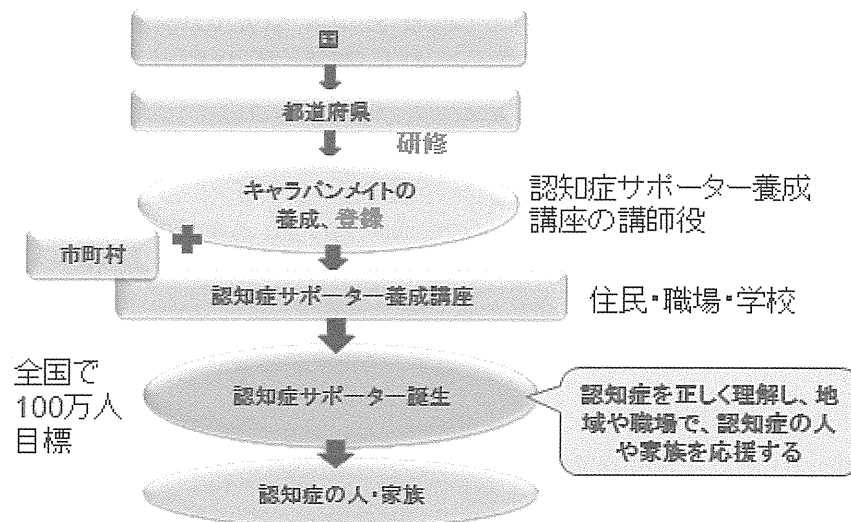 国
都道府県
研修
キャラバンメイトの
養成、登録
認知症サポーター養成
講座の講師役
市町村
認知症サポーター養成講座
住民・職場・学校
全国で
100万人
目標
認知症サポーター誕生
認知症を正しく理解し、地
域や職場で、認知症の人
や家族を応援する
認知症の人・家族